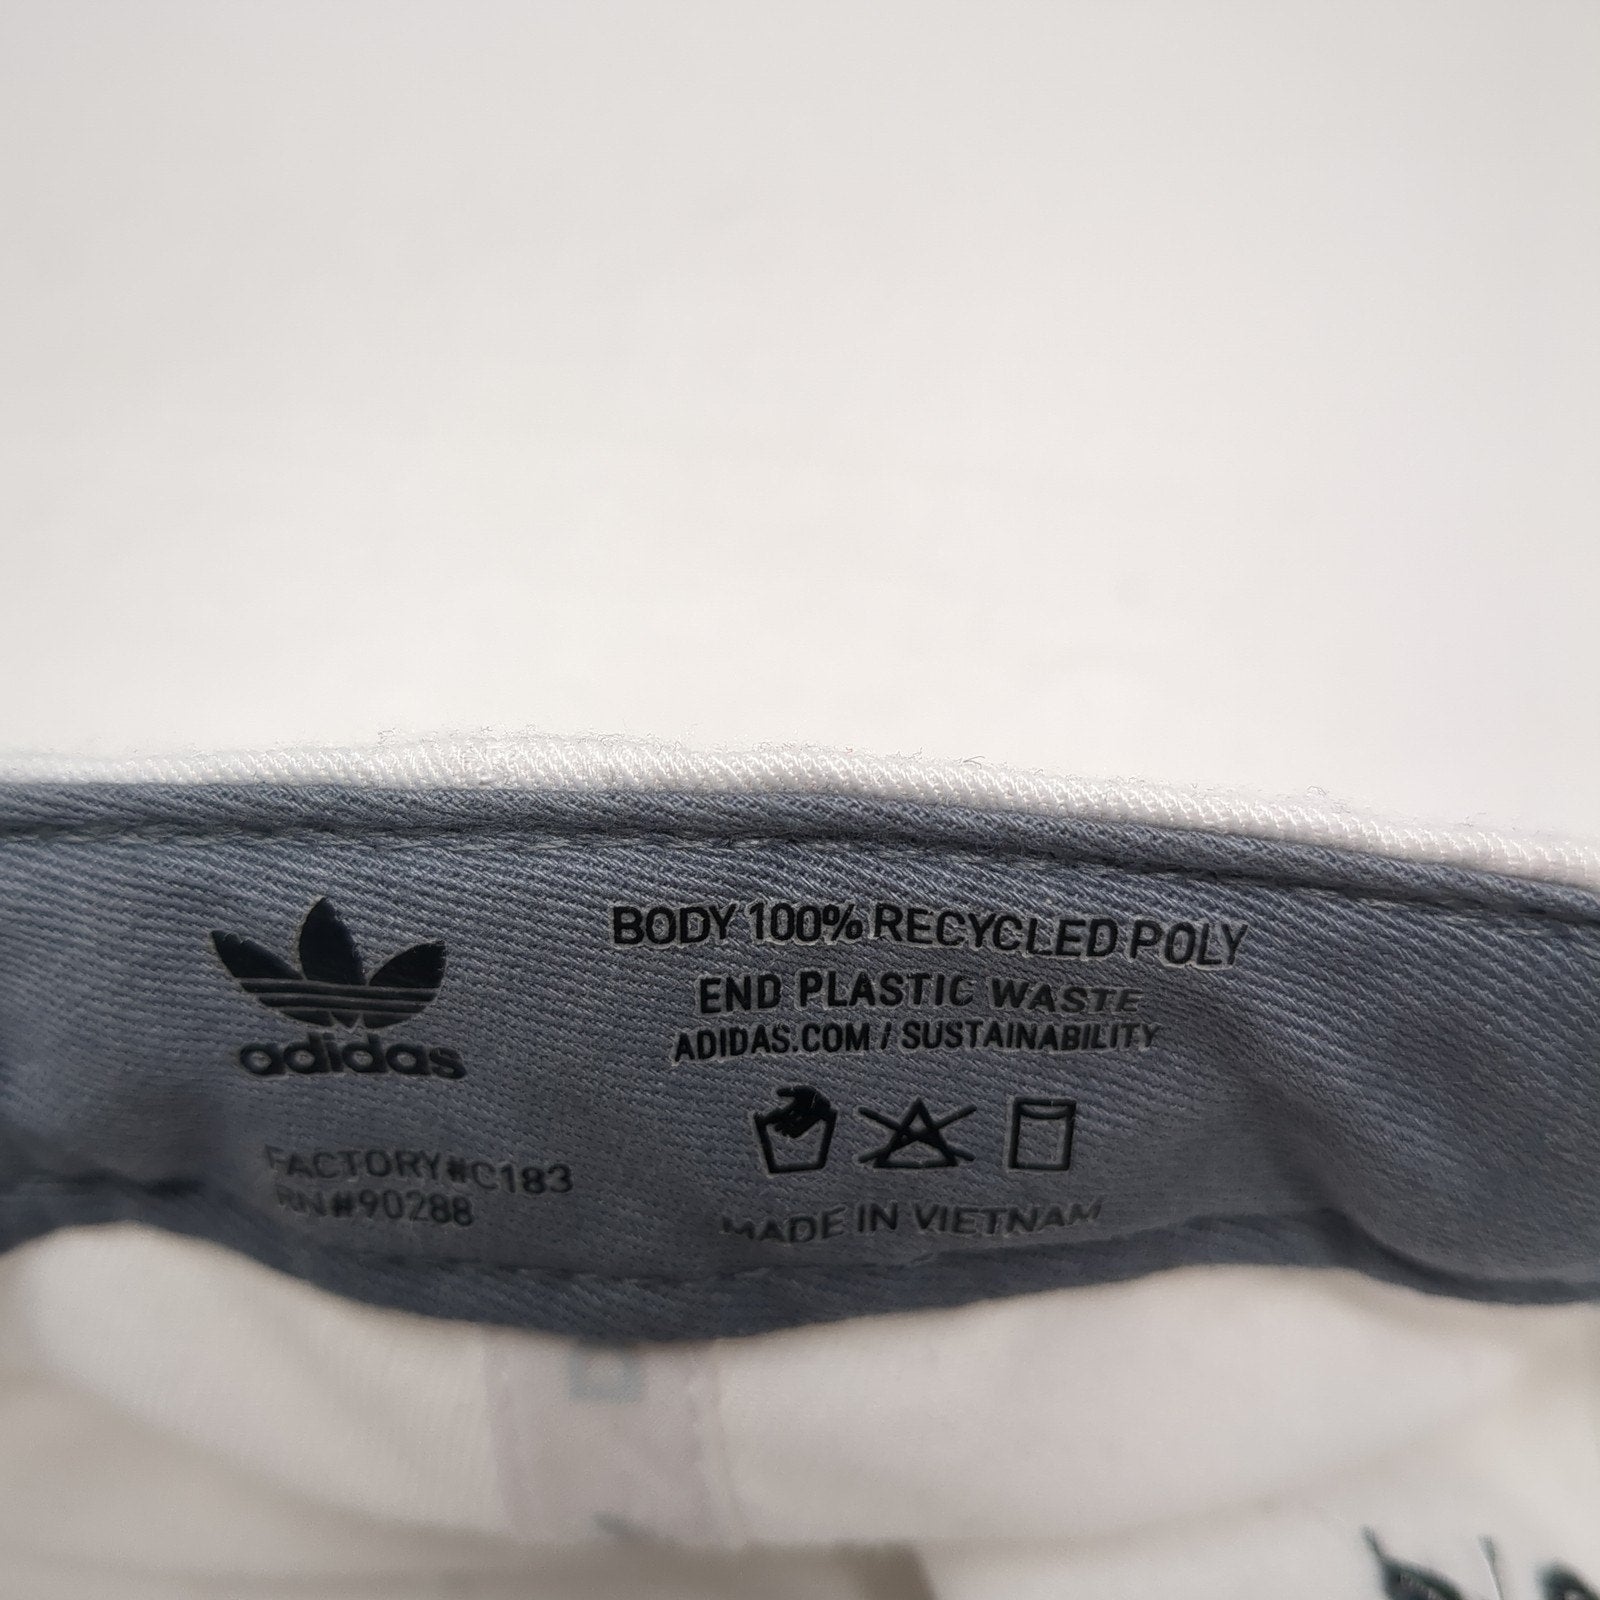 adidas
FACTORY#C183
RN#90288
BODY 100% RECYCLED POLY
END PLASTIC WASTE
ADIDAS.COM / SUSTAINABILITY
MADE IN VIETNAM